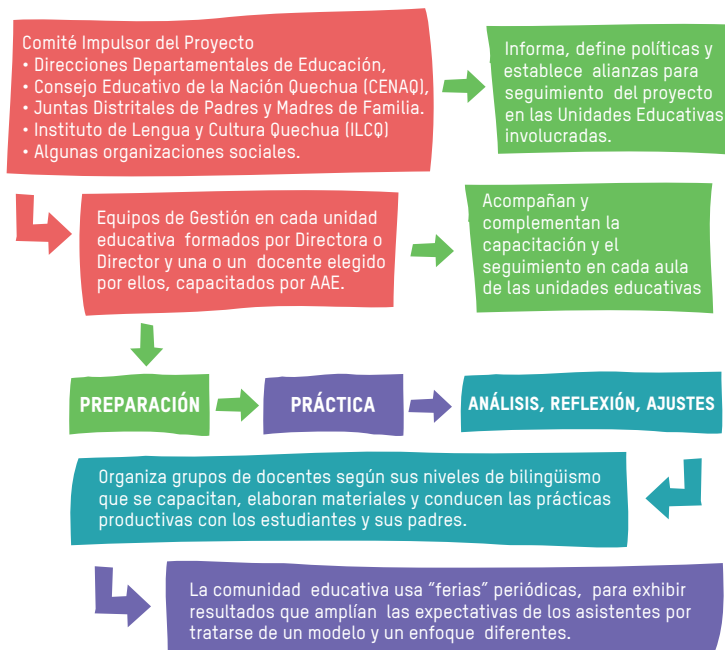 Comité Impulsor del Proyecto
• Direcciones Departamentales de Educación,
• Consejo Educativo de la Nación Quechua (CENAQ),
• Juntas Distritales de Padres y Madres de Familia.
• Instituto de Lengua y Cultura Quechua (ILCQ)
• Algunas organizaciones sociales.
Informa, define políticas y
establece alianzas para
seguimiento del proyecto
en las Unidades Educativas
involucradas.
Equipos de Gestión en cada unidad
educativa formados por Directora o
Director y una o un docente elegido
por ellos, capacitados por AAE.
Acompañan y
complementan la
capacitación y el
seguimiento en cada aula
de las unidades educativas
PREPARACIÓN
PRÁCTICA
ANÁLISIS, REFLEXIÓN, AJUSTES
Organiza grupos de docentes según sus niveles de bilingüismo
que se capacitan, elaboran materiales y conducen las prácticas
productivas con los estudiantes y sus padres.
La comunidad educativa usa “ferias” periódicas, para exhibir
resultados que amplían las expectativas de los asistentes por
tratarse de un modelo y un enfoque diferentes.